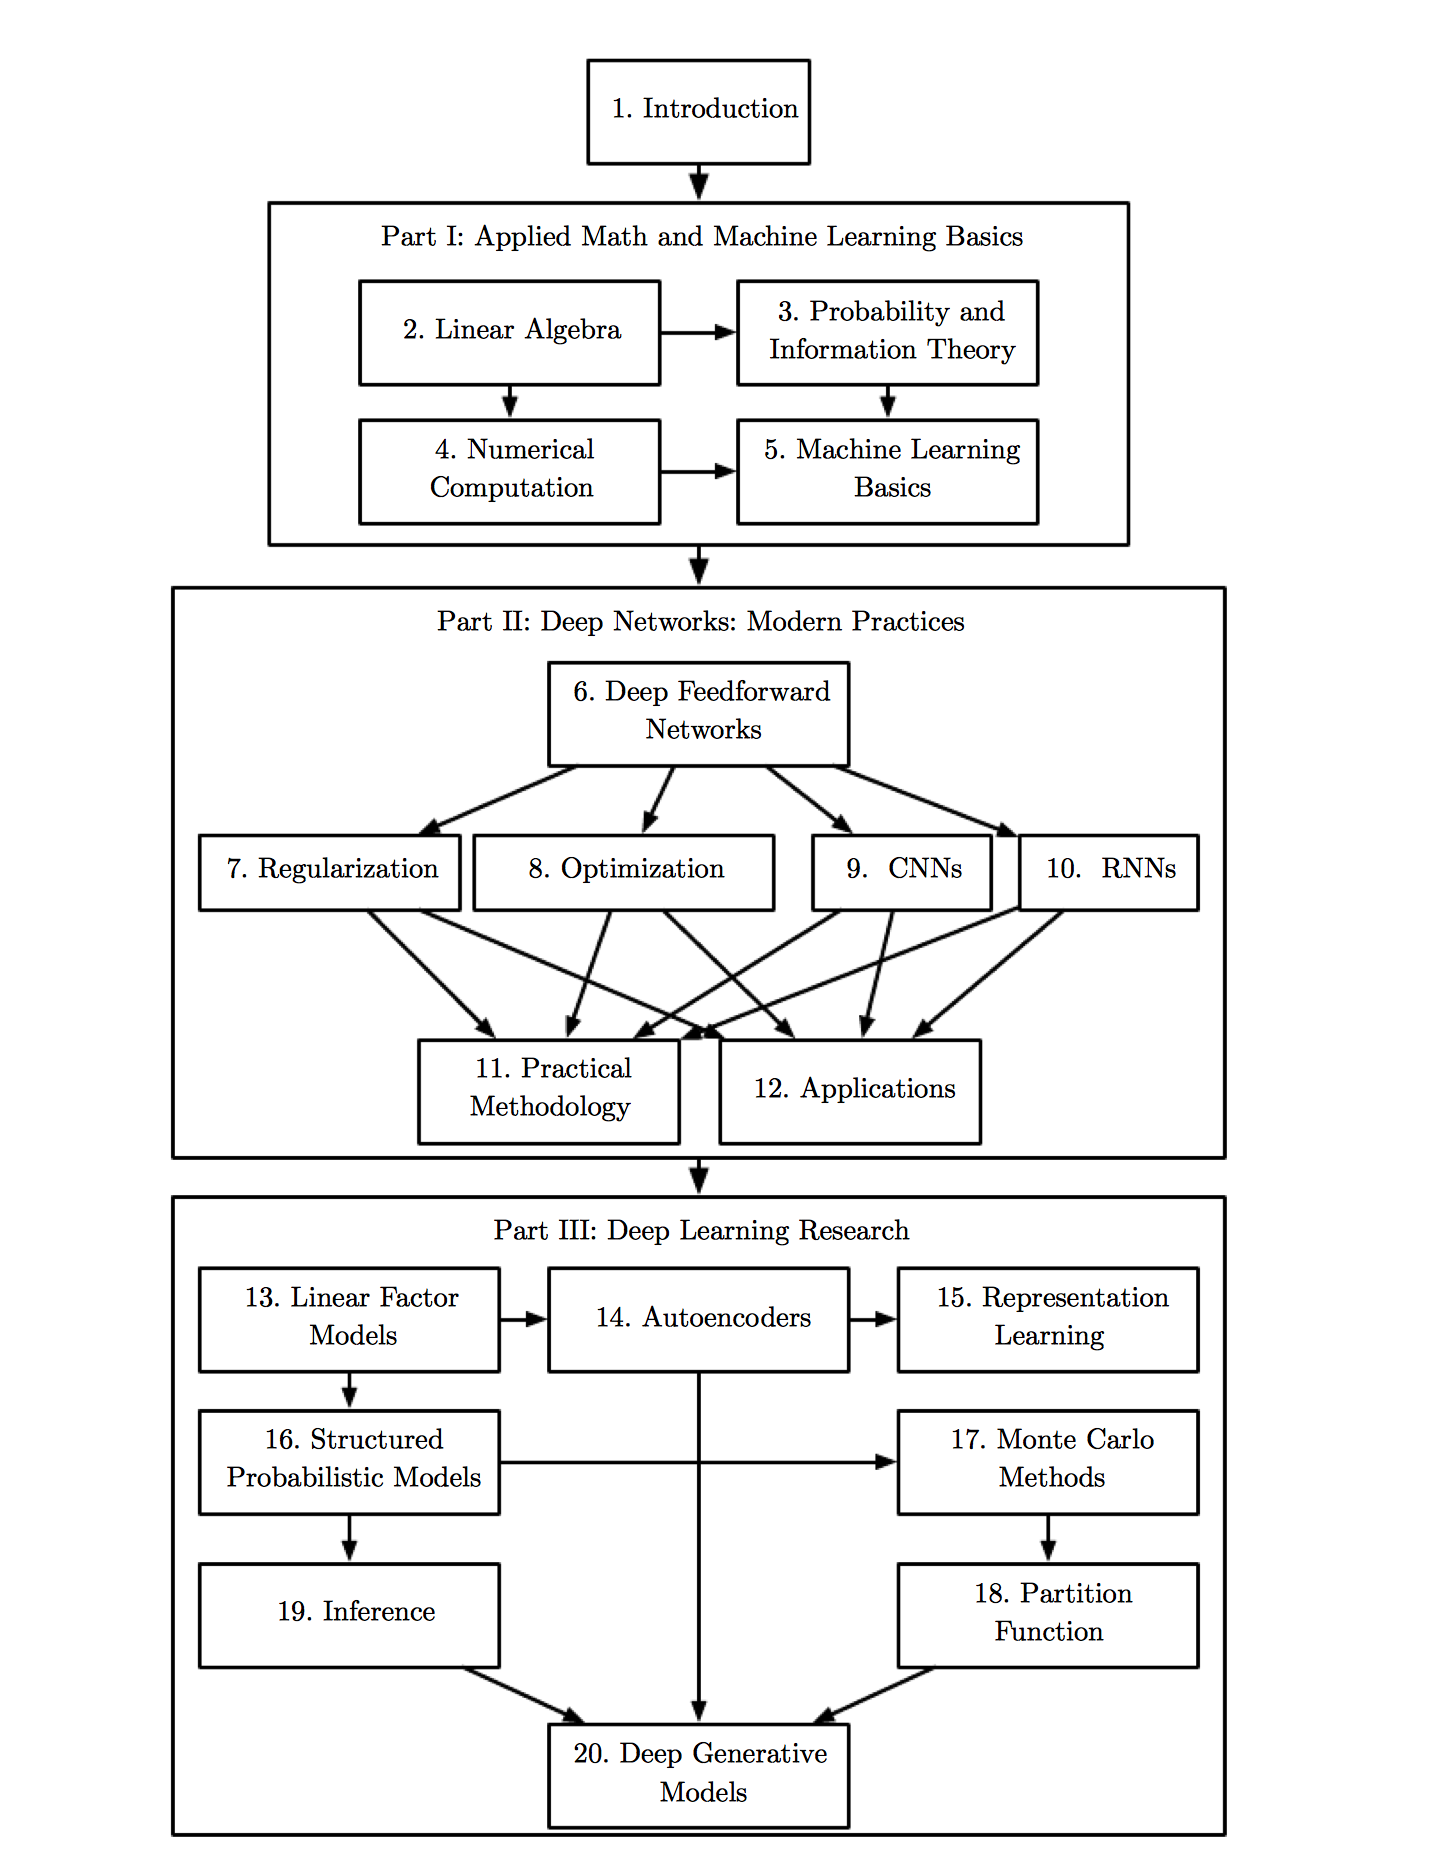 1. Introduction
Part I: Applied Math and Machine Learning Basics
2. Linear Algebra
3. Probability and
Information Theory
4. Numerical
Computation
5. Machine Learning
Basics
Part II: Deep Networks: Modern Practices
6. Deep Feedforward
Networks
7. Regularization
8. Optimization
9. CNNs
10. RNNs
11. Practical
Methodology
12. Applications
Part III: Deep Learning Research
13. Linear Factor
Models
14. Autoencoders
15. Representation
Learning
16. Structured
Probabilistic Models
17. Monte Carlo
Methods
19. Inference
18. Partition
Function
20. Deep Generative
Models